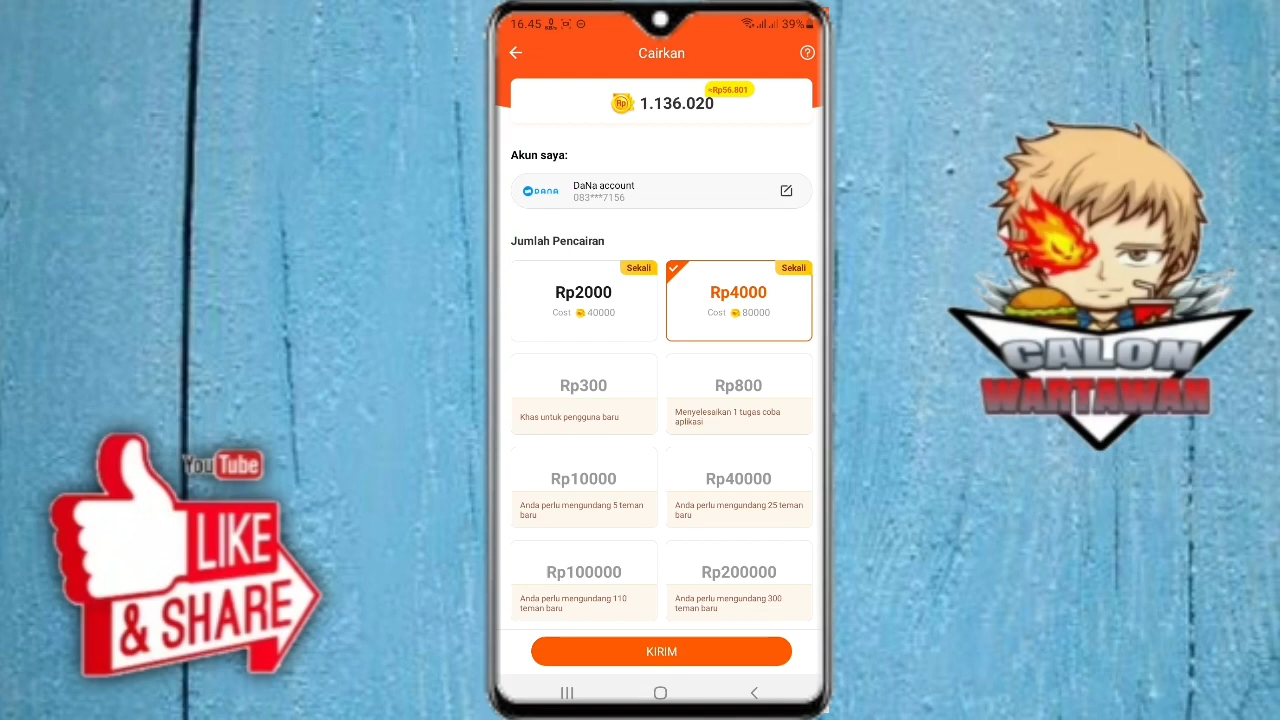 16.45
39%
Cairkan
≈Rp56.801
Rp
1.136.020
Akun saya:
DANA
DaNa account
083***7156
Jumlah Pencairan
Sekali
Rp2000
Cost 40000
Sekali
Rp4000
Cost 80000
Rp300
Khas untuk pengguna baru
Rp800
Menyelesaikan 1 tugas coba
aplikasi
Rp10000
Anda perlu mengundang 5 teman
baru
Rp40000
Anda perlu mengundang 25 teman
baru
Rp100000
Anda perlu mengundang 110
teman baru
Rp200000
Anda perlu mengundang 300
teman baru
KIRIM
YouTube
LIKE
& SHARE
CALON
WARTAWAN